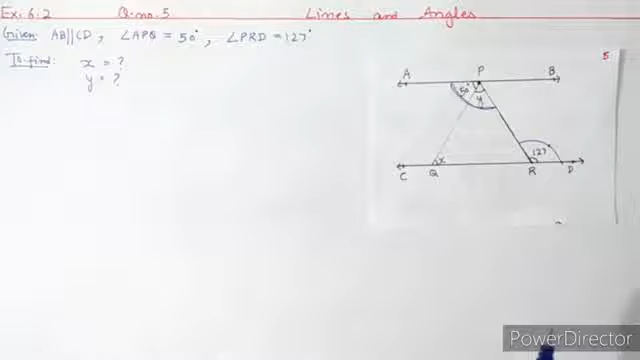 Ex. 6.2 Q. no. 5 Lines and Angles
Given: AB||CD, ∠APQ = 50°, ∠PRD = 127°
To find: x = ?
y = ?
5
A P B
50° y
127°
x
C Q R D
PowerDirector